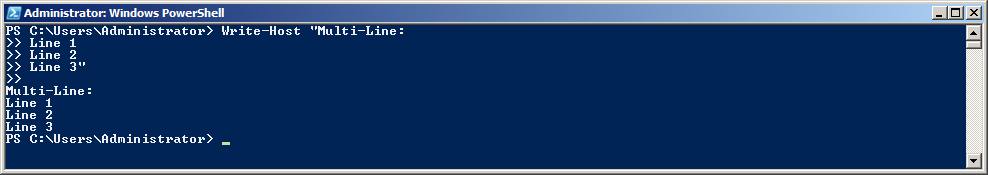 Administrator: Windows PowerShell
PS C:\Users\Administrator> Write-Host "Multi-Line:
>> Line 1
>> Line 2
>> Line 3"
>>
Multi-Line:
Line 1
Line 2
Line 3
PS C:\Users\Administrator> _